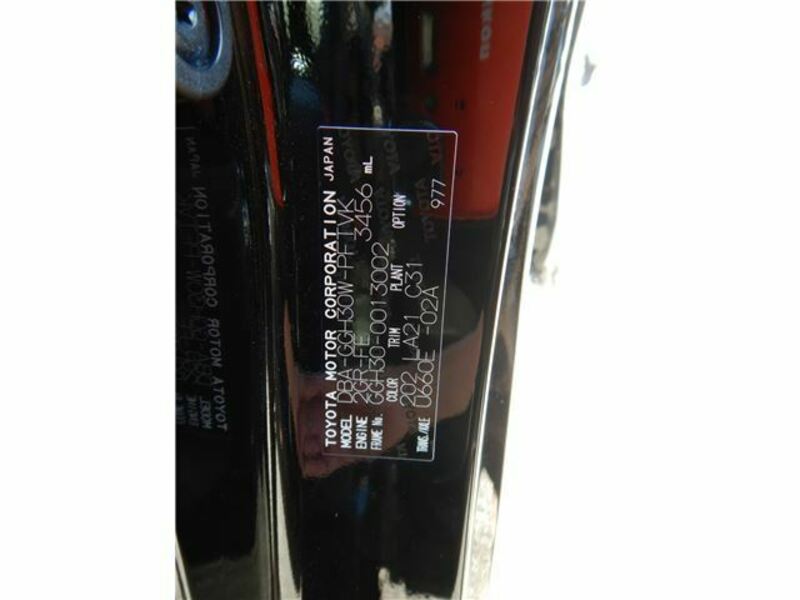 TOYOTA MOTOR CORPORATION JAPAN
MODEL DBA-GGH30W-PFTVK
ENGINE 2GR-FE 3456 mL
FRAME No. GGH30-0013002
COLOR TRIM PLANT OPTION
202 LA21 C31 977
TRANS./AXLE U660E -02A